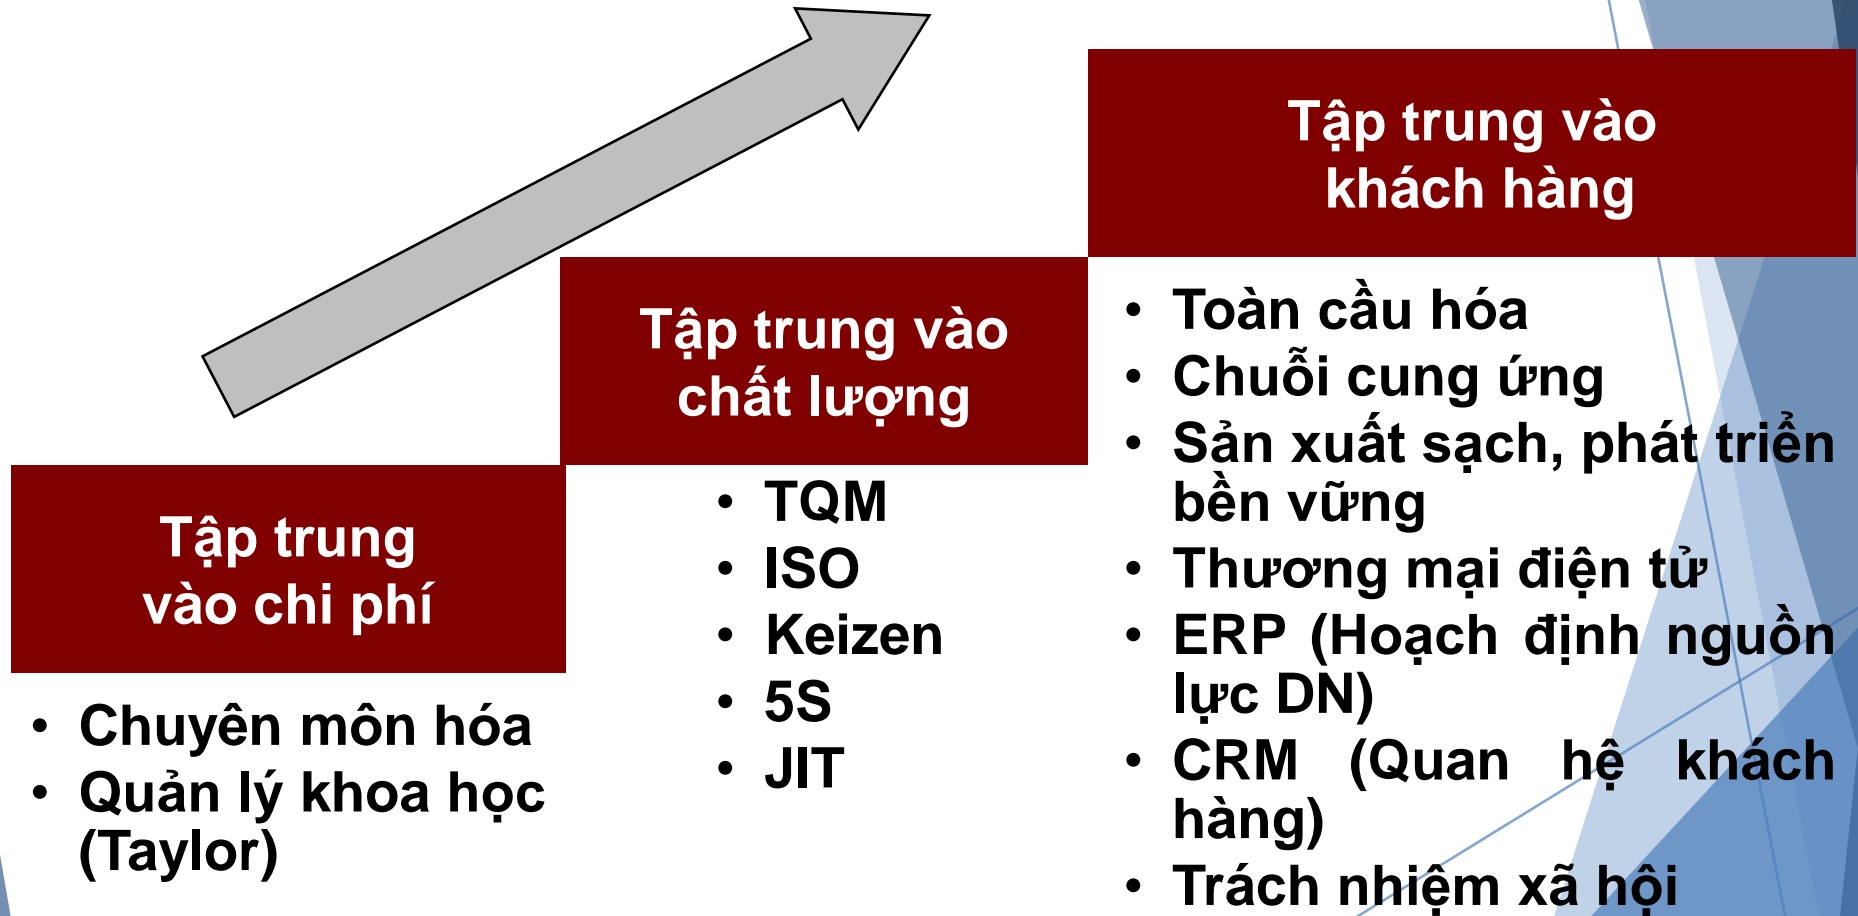 Tập trung
vào chi phí
• Chuyên môn hóa
• Quản lý khoa học
(Taylor)
Tập trung vào
chất lượng
• TQM
• ISO
• Keizen
• 5S
• JIT
Tập trung vào
khách hàng
• Toàn cầu hóa
• Chuỗi cung ứng
• Sản xuất sạch, phát triển
bền vững
• Thương mại điện tử
• ERP (Hoạch định nguồn
lực DN)
• CRM (Quan hệ khách
hàng)
• Trách nhiệm xã hội